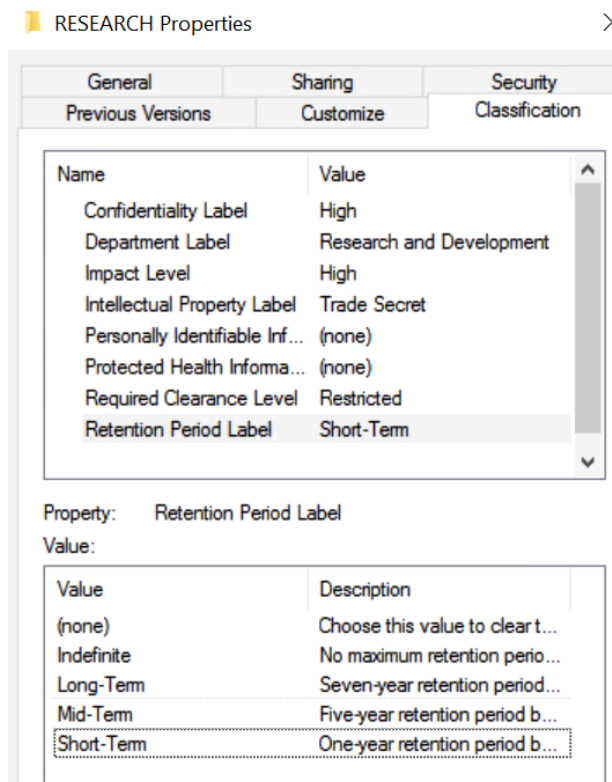 RESEARCH Properties
General Sharing Security
Previous Versions Customize Classification
Name Value
Confidentiality Label High
Department Label Research and Development
Impact Level High
Intellectual Property Label Trade Secret
Personally Identifiable Inf... (none)
Protected Health Informa... (none)
Required Clearance Level Restricted
Retention Period Label Short-Term
Property: Retention Period Label
Value:
Value Description
(none) Choose this value to clear t...
Indefinite No maximum retention perio...
Long-Term Seven-year retention period...
Mid-Term Five-year retention period b...
Short-Term One-year retention period b...